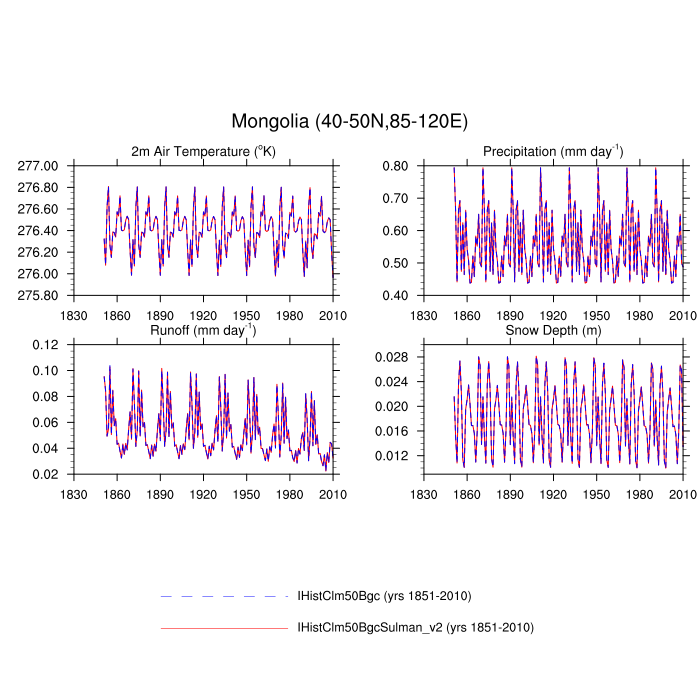 Mongolia (40-50N,85-120E)
2m Air Temperature (°K)
277.00
276.80
276.60
276.40
276.20
276.00
275.80
1830 1860 1890 1920 1950 1980 2010
Precipitation (mm day-1)
0.80
0.70
0.60
0.50
0.40
1830 1860 1890 1920 1950 1980 2010
Runoff (mm day-1)
0.12
0.10
0.08
0.06
0.04
0.02
1830 1860 1890 1920 1950 1980 2010
Snow Depth (m)
0.028
0.024
0.020
0.016
0.012
1830 1860 1890 1920 1950 1980 2010
IHistClm50Bgc (yrs 1851-2010)
IHistClm50BgcSulman_v2 (yrs 1851-2010)